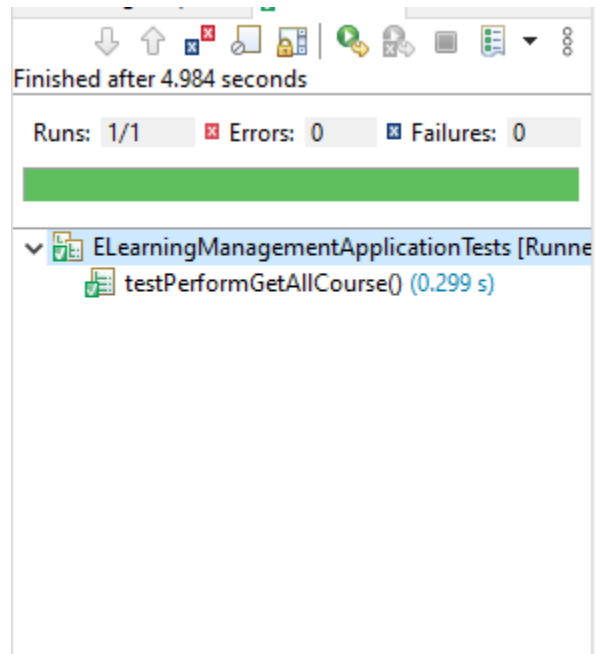 Finished after 4.984 seconds
Runs: 1/1 Errors: 0 Failures: 0
ELearningManagementApplicationTests [Runne
testPerformGetAllCourse() (0.299 s)